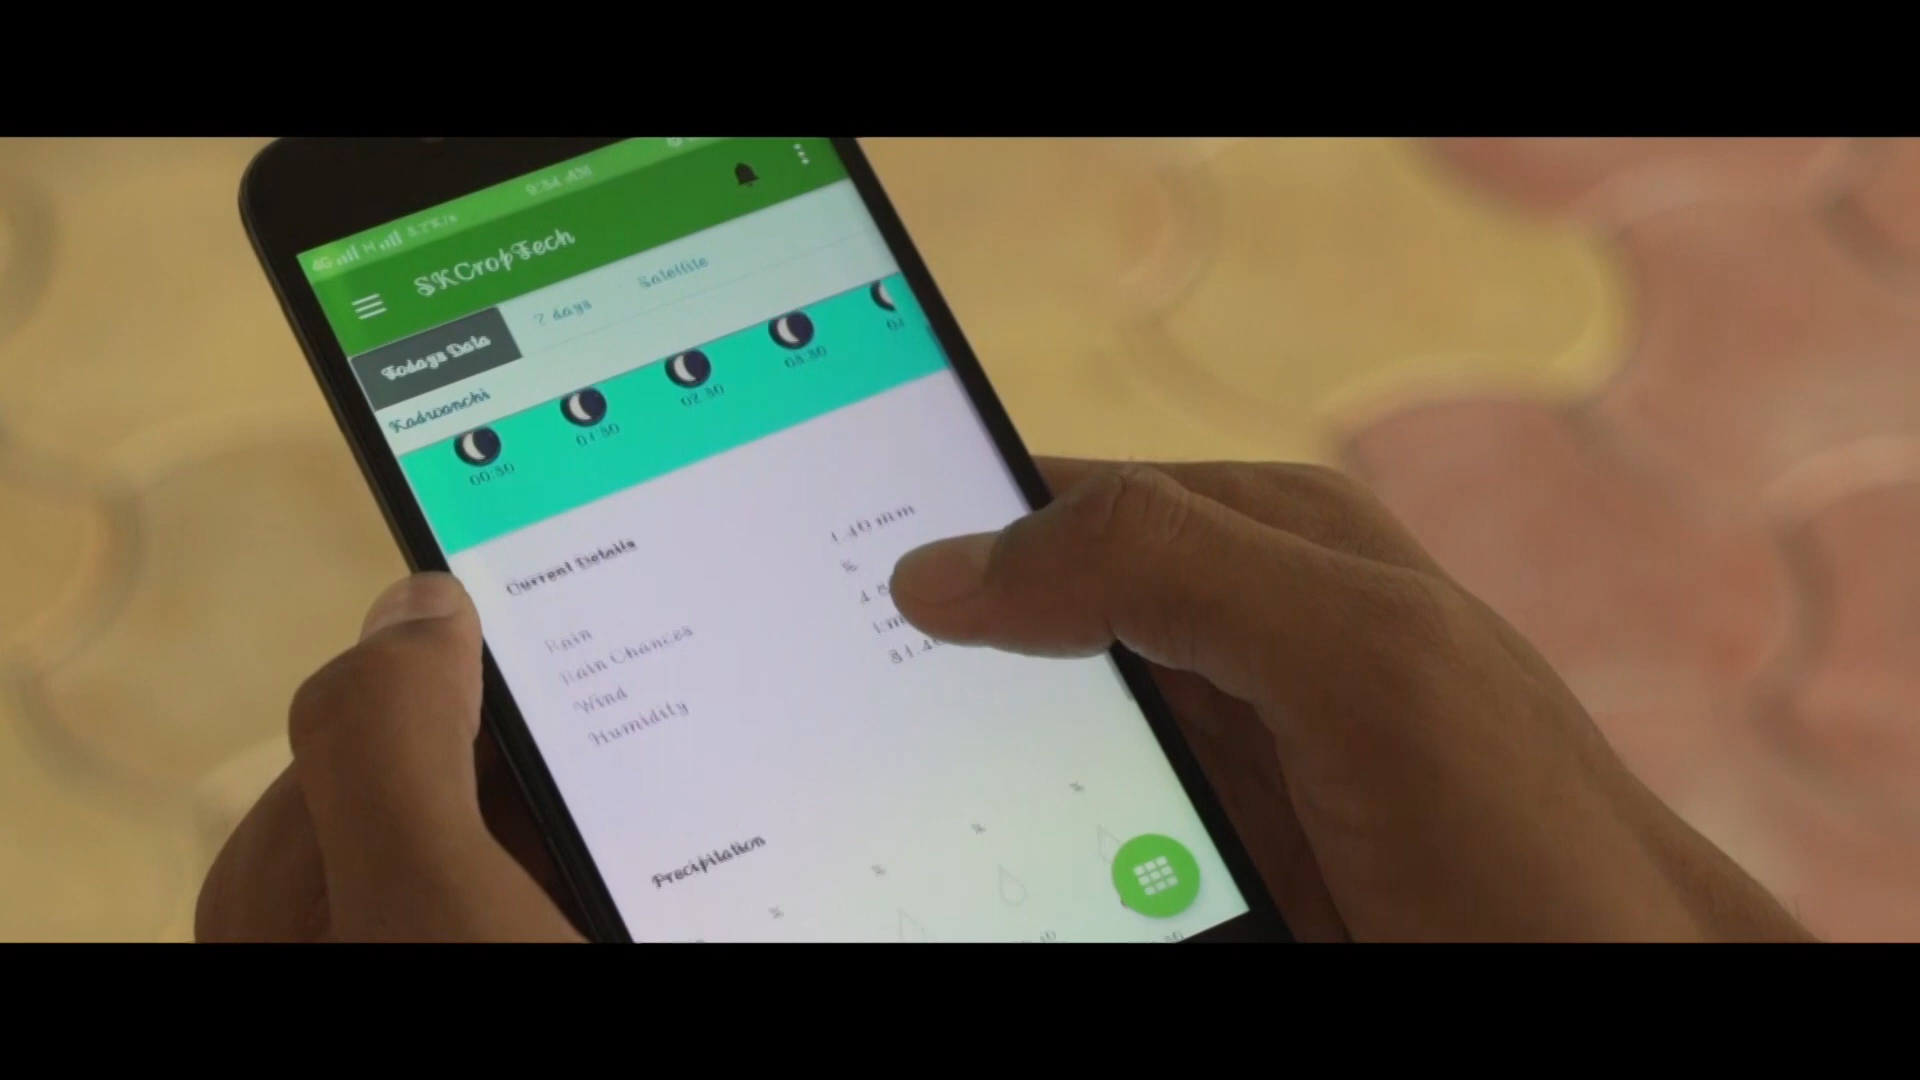 4G H 9:34 AM
SKCropTech
Todays Data 7 days Satellite
Kadwanchi
00:30 01:30 02:30 03:30
Current Details
Rain 1.40 mm
Rain Chances %
Wind
Humidity
Precipitation
% % % %